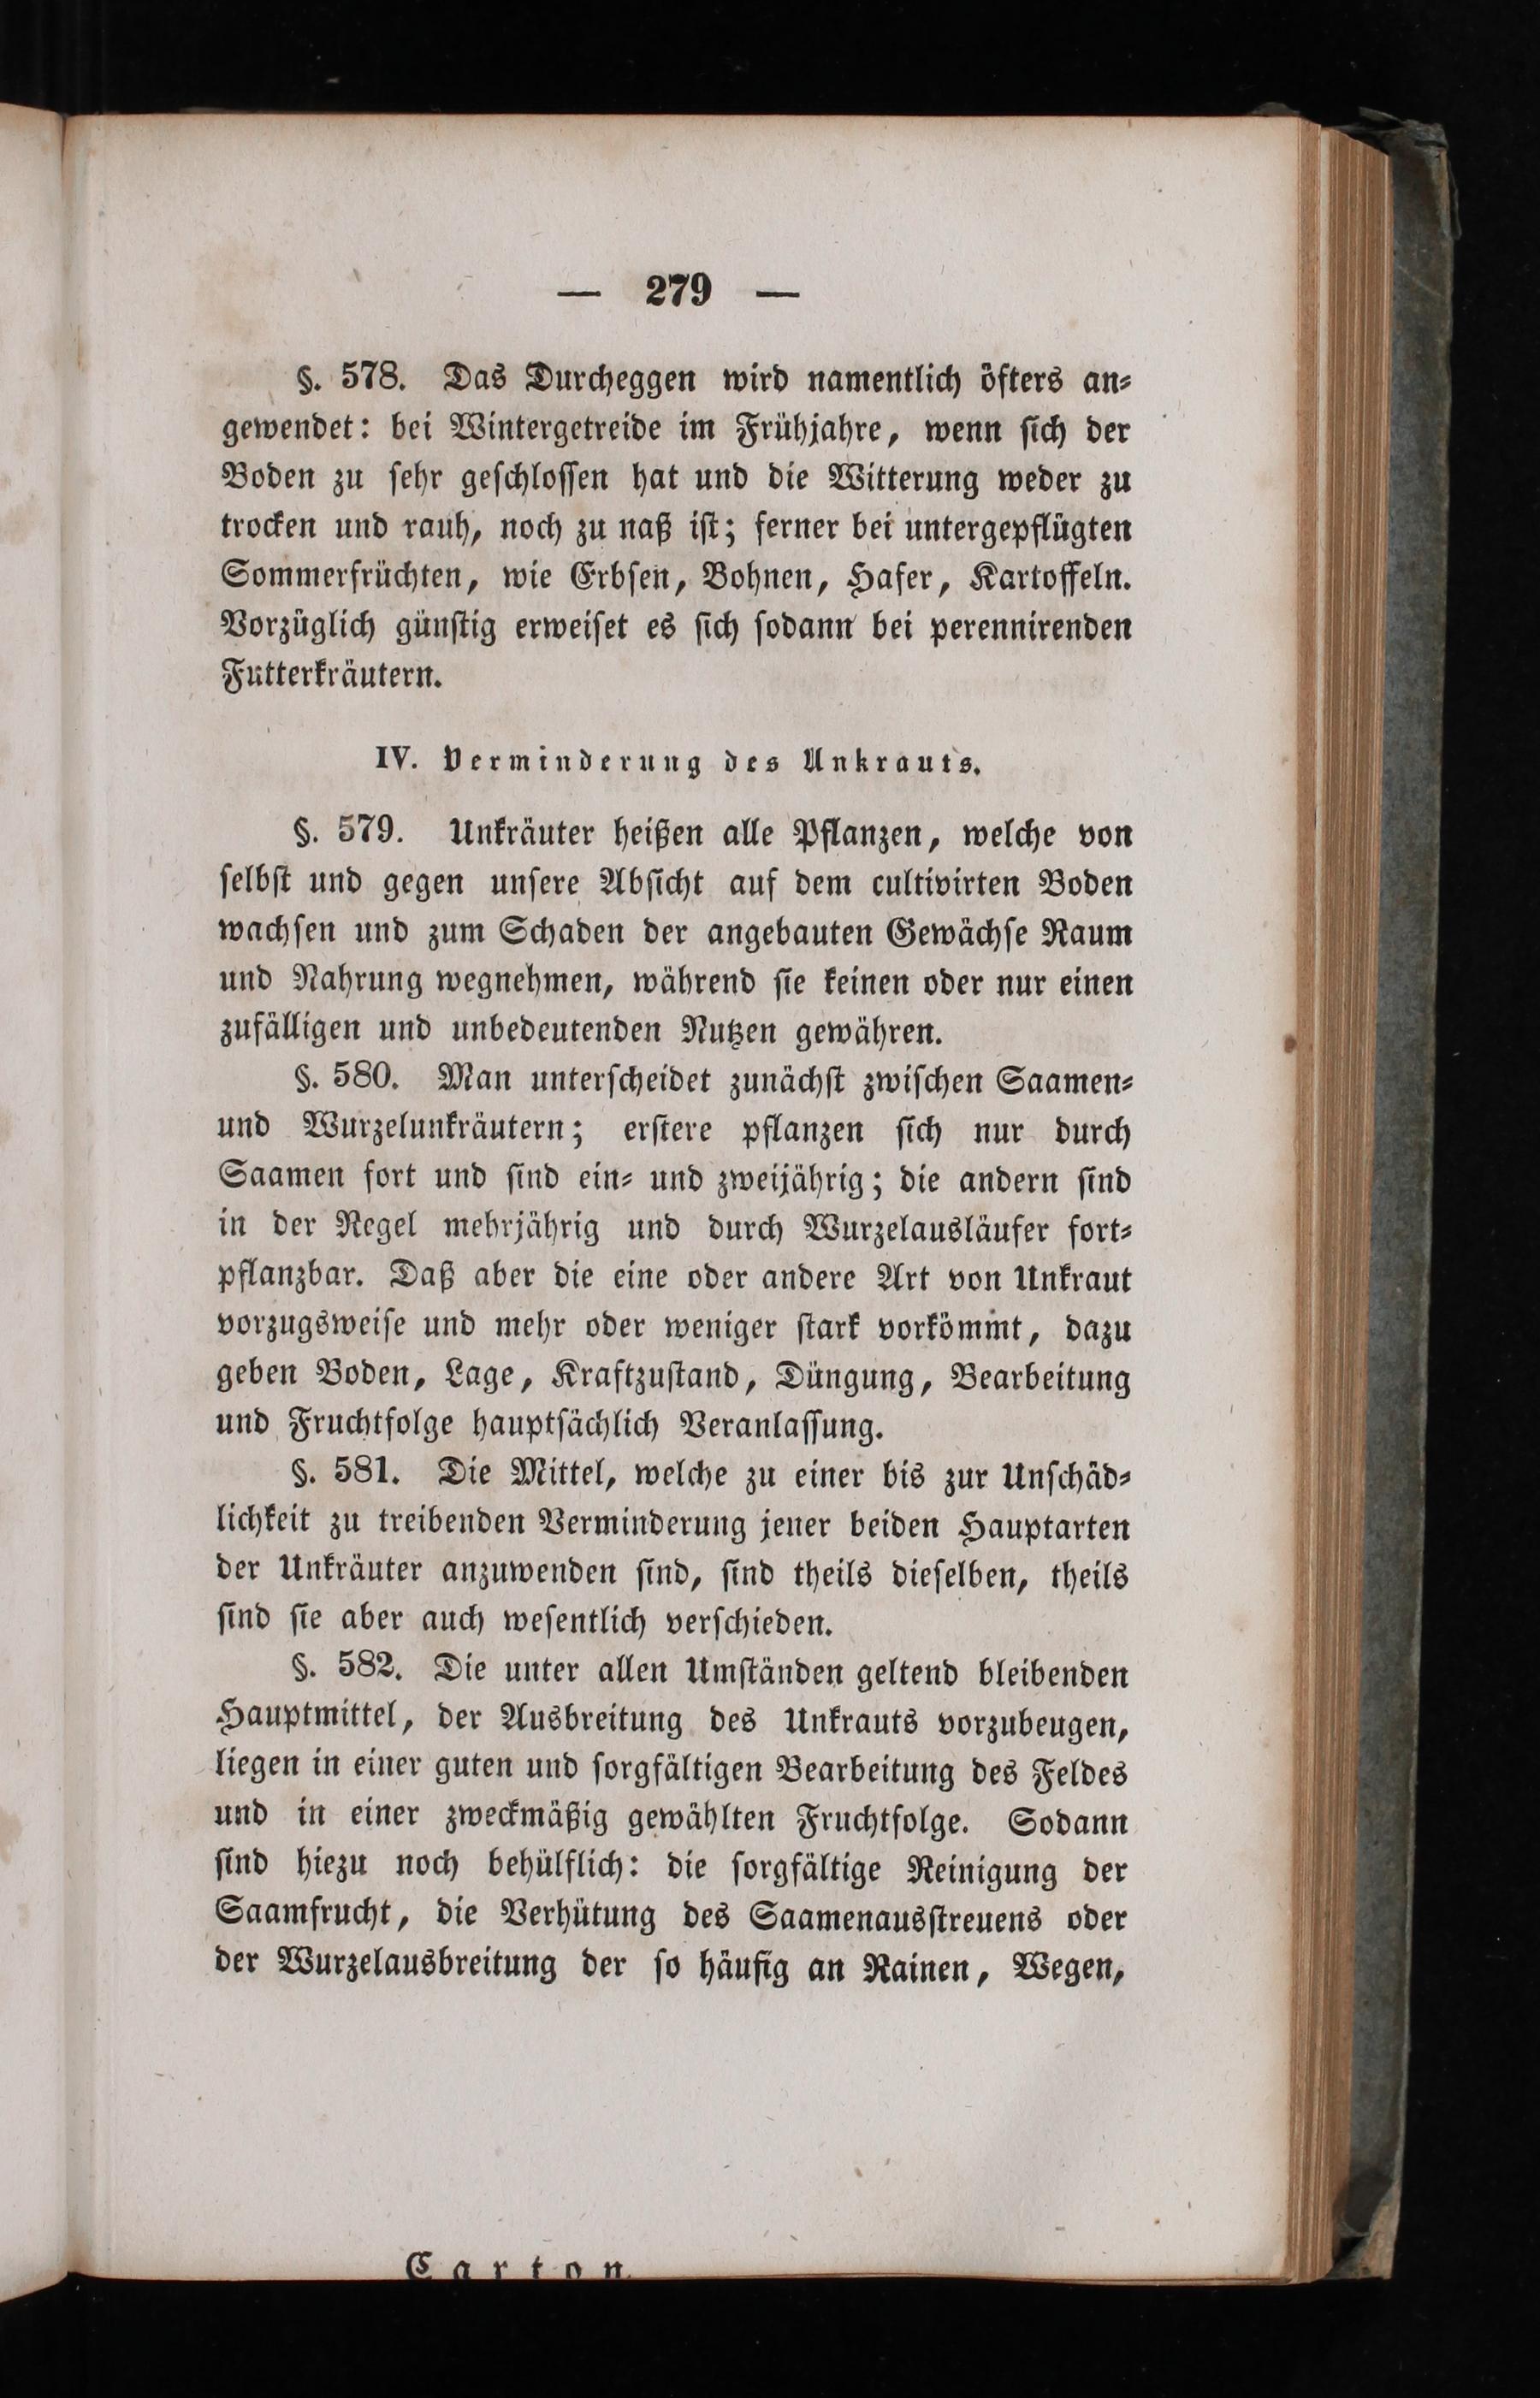 — 279 —
§. 578. Das Durcheggen wird namentlich öfters an⸗
gewendet: bei Wintergetreide im Frühjahre, wenn ſich der
Boden zu ſehr geſchloſſen hat und die Witterung weder zu
trocken und rauh, noch zu naß iſt; ferner bei untergepflügten
Sommerfrüchten, wie Erbſen, Bohnen, Hafer, Kartoffeln.
Vorzüglich günſtig erweiſet es ſich ſodann bei perennirenden
Futterkräutern.
IV. Verminderung des Unkrauts.
§. 579. Unkräuter heißen alle Pflanzen, welche von
ſelbſt und gegen unſere Abſicht auf dem cultivirten Boden
wachſen und zum Schaden der angebauten Gewächſe Raum
und Nahrung wegnehmen, während ſie keinen oder nur einen
zufälligen und unbedeutenden Nutzen gewähren.
§. 580. Man unterſcheidet zunächſt zwiſchen Saamen⸗
und Wurzelunkräutern; erſtere pflanzen ſich nur durch
Saamen fort und ſind ein⸗ und zweijährig; die andern ſind
in der Regel mehrjährig und durch Wurzelausläufer fort⸗
pflanzbar. Daß aber die eine oder andere Art von Unkraut
vorzugsweiſe und mehr oder weniger ſtark vorkömmt, dazu
geben Boden, Lage, Kraftzuſtand, Düngung, Bearbeitung
und Fruchtfolge hauptſächlich Veranlaſſung.
§. 581. Die Mittel, welche zu einer bis zur Unſchäd⸗
lichkeit zu treibenden Verminderung jener beiden Hauptarten
der Unkräuter anzuwenden ſind, ſind theils dieſelben, theils
ſind ſie aber auch weſentlich verſchieden.
§. 582. Die unter allen Umſtänden geltend bleibenden
Hauptmittel, der Ausbreitung des Unkrauts vorzubeugen,
liegen in einer guten und ſorgfältigen Bearbeitung des Feldes
und in einer zweckmäßig gewählten Fruchtfolge. Sodann
ſind hiezu noch behülflich: die ſorgfältige Reinigung der
Saamfrucht, die Verhütung des Saamenausſtreuens oder
der Wurzelausbreitung der ſo häufig an Rainen, Wegen,
Carton.